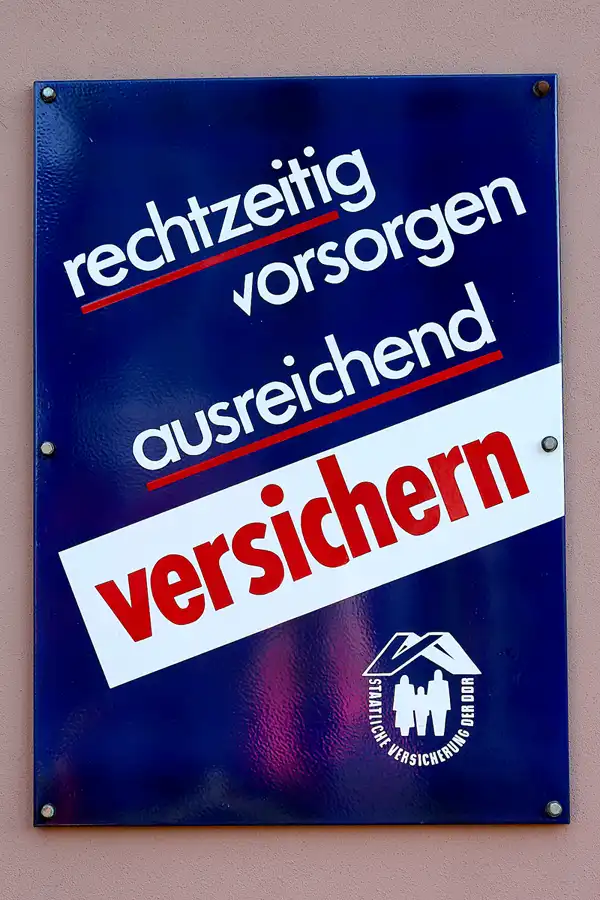 rechtzeitig
vorsorgen
ausreichend
versichern
STAATLICHE VERSICHERUNG DER DDR